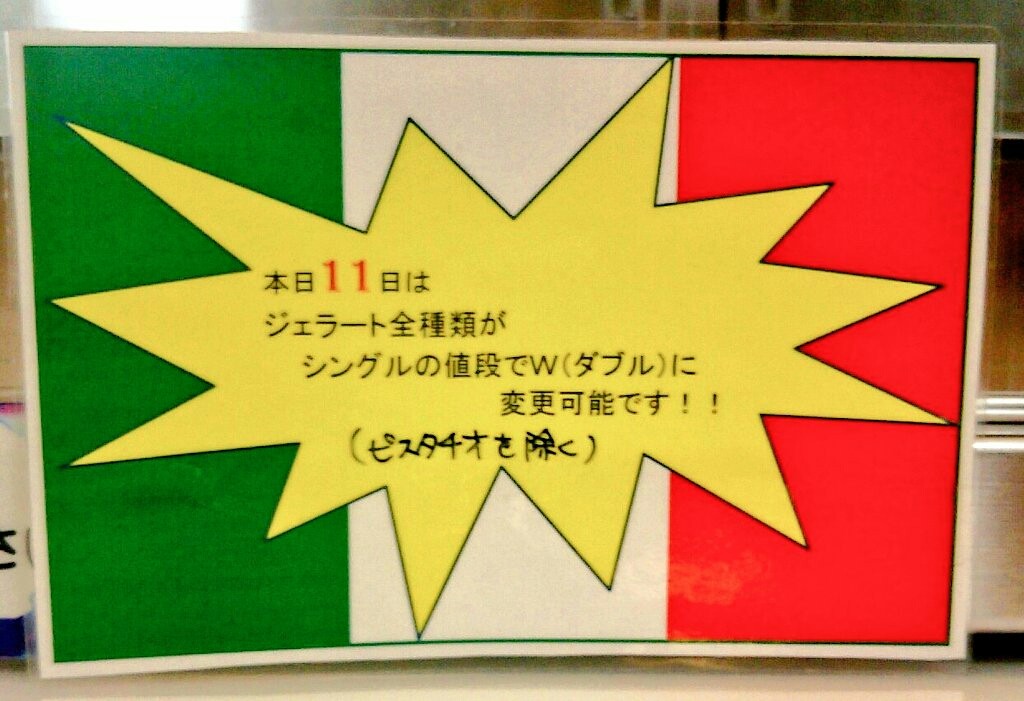 本日11日は
ジェラート全種類が
シングルの値段でW(ダブル)に
変更可能です！！
(ピスタチオを除く)
さ